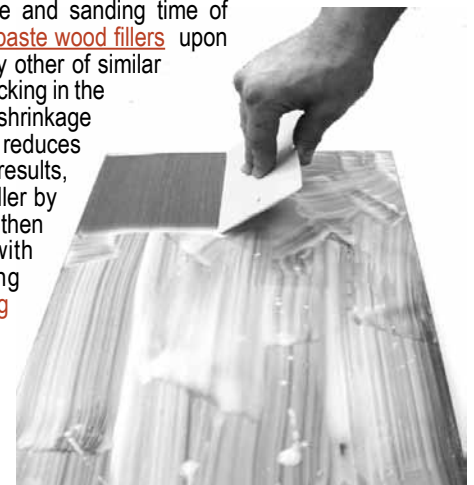 e and sanding time of
paste wood fillers upon
y other of similar
cking in the
shrinkage
reduces
results,
ller by
then
with
ng
g